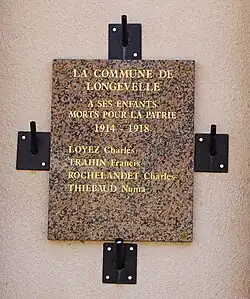 LA COMMUNE DE
LONGEVELLE
A SES ENFANTS
MORTS POUR LA PATRIE
1914 - 1918
LOYEZ Charles
TRAHIN Francis
ROCHELANDET Charles
THIEBAUD Numa